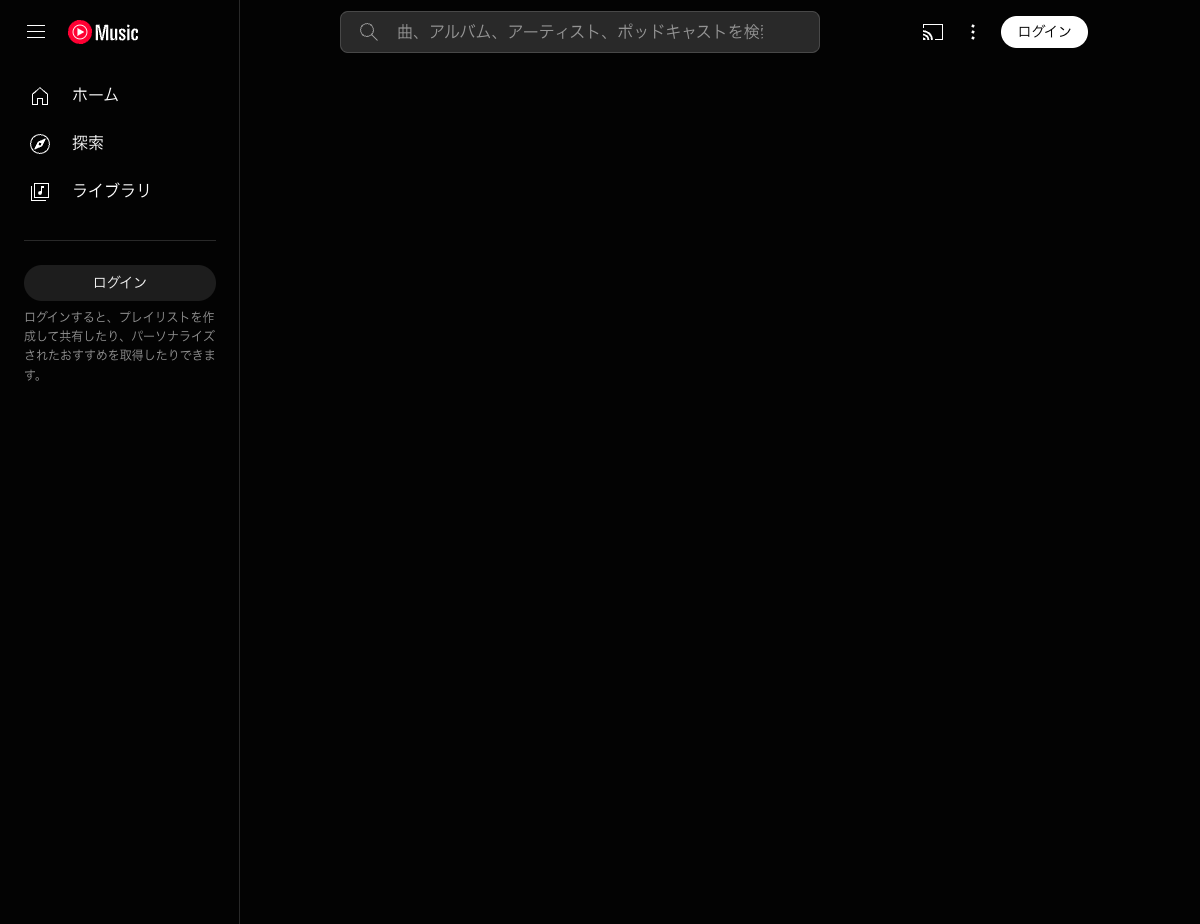 Music
曲、アルバム、アーティスト、ポッドキャストを検
ログイン
ホーム
探索
ライブラリ
ログイン
ログインすると、プレイリストを作
成して共有したり、パーソナライズ
されたおすすめを取得したりできま
す。